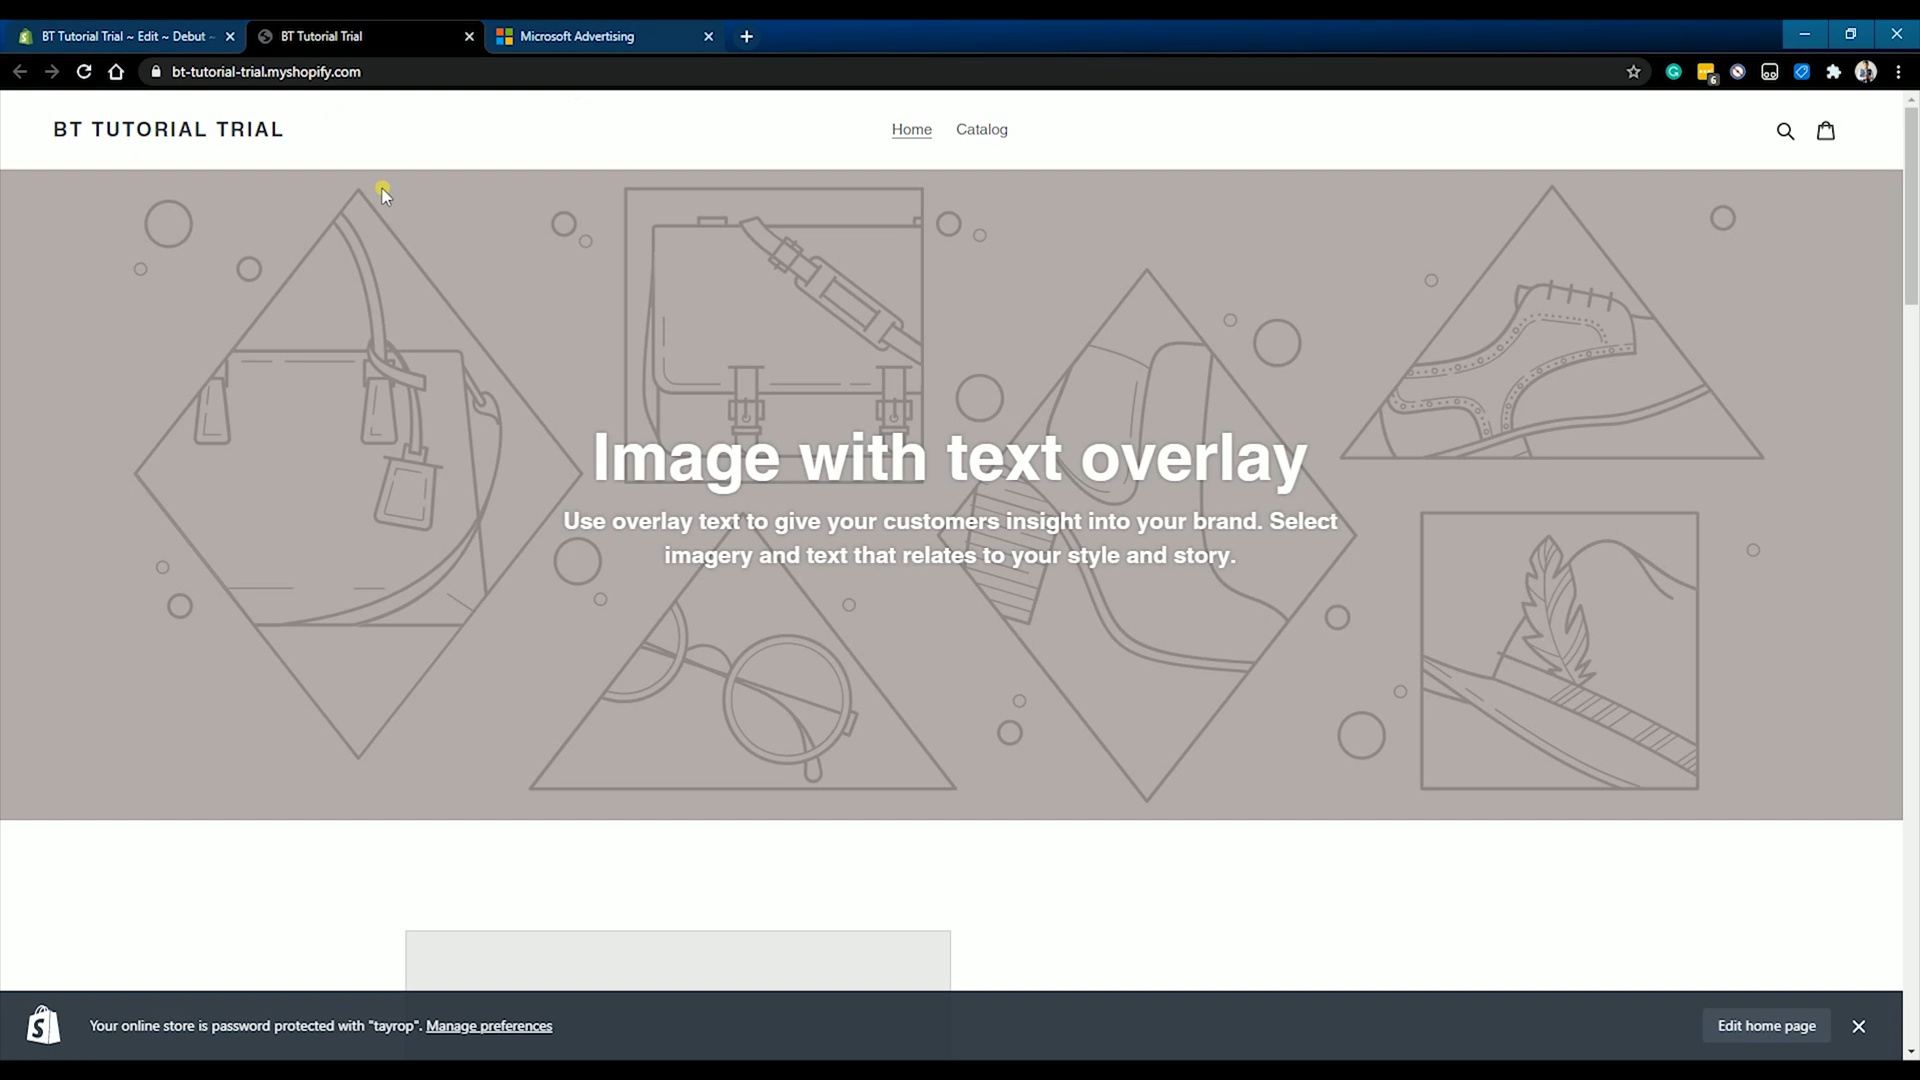 BT Tutorial Trial ~ Edit ~ Debut ~
BT Tutorial Trial
Microsoft Advertising
bt-tutorial-trial.myshopify.com
6
BT TUTORIAL TRIAL
Home
Catalog
Image with text overlay
Use overlay text to give your customers insight into your brand. Select
imagery and text that relates to your style and story.
Your online store is password protected with "tayrop". Manage preferences
Edit home page